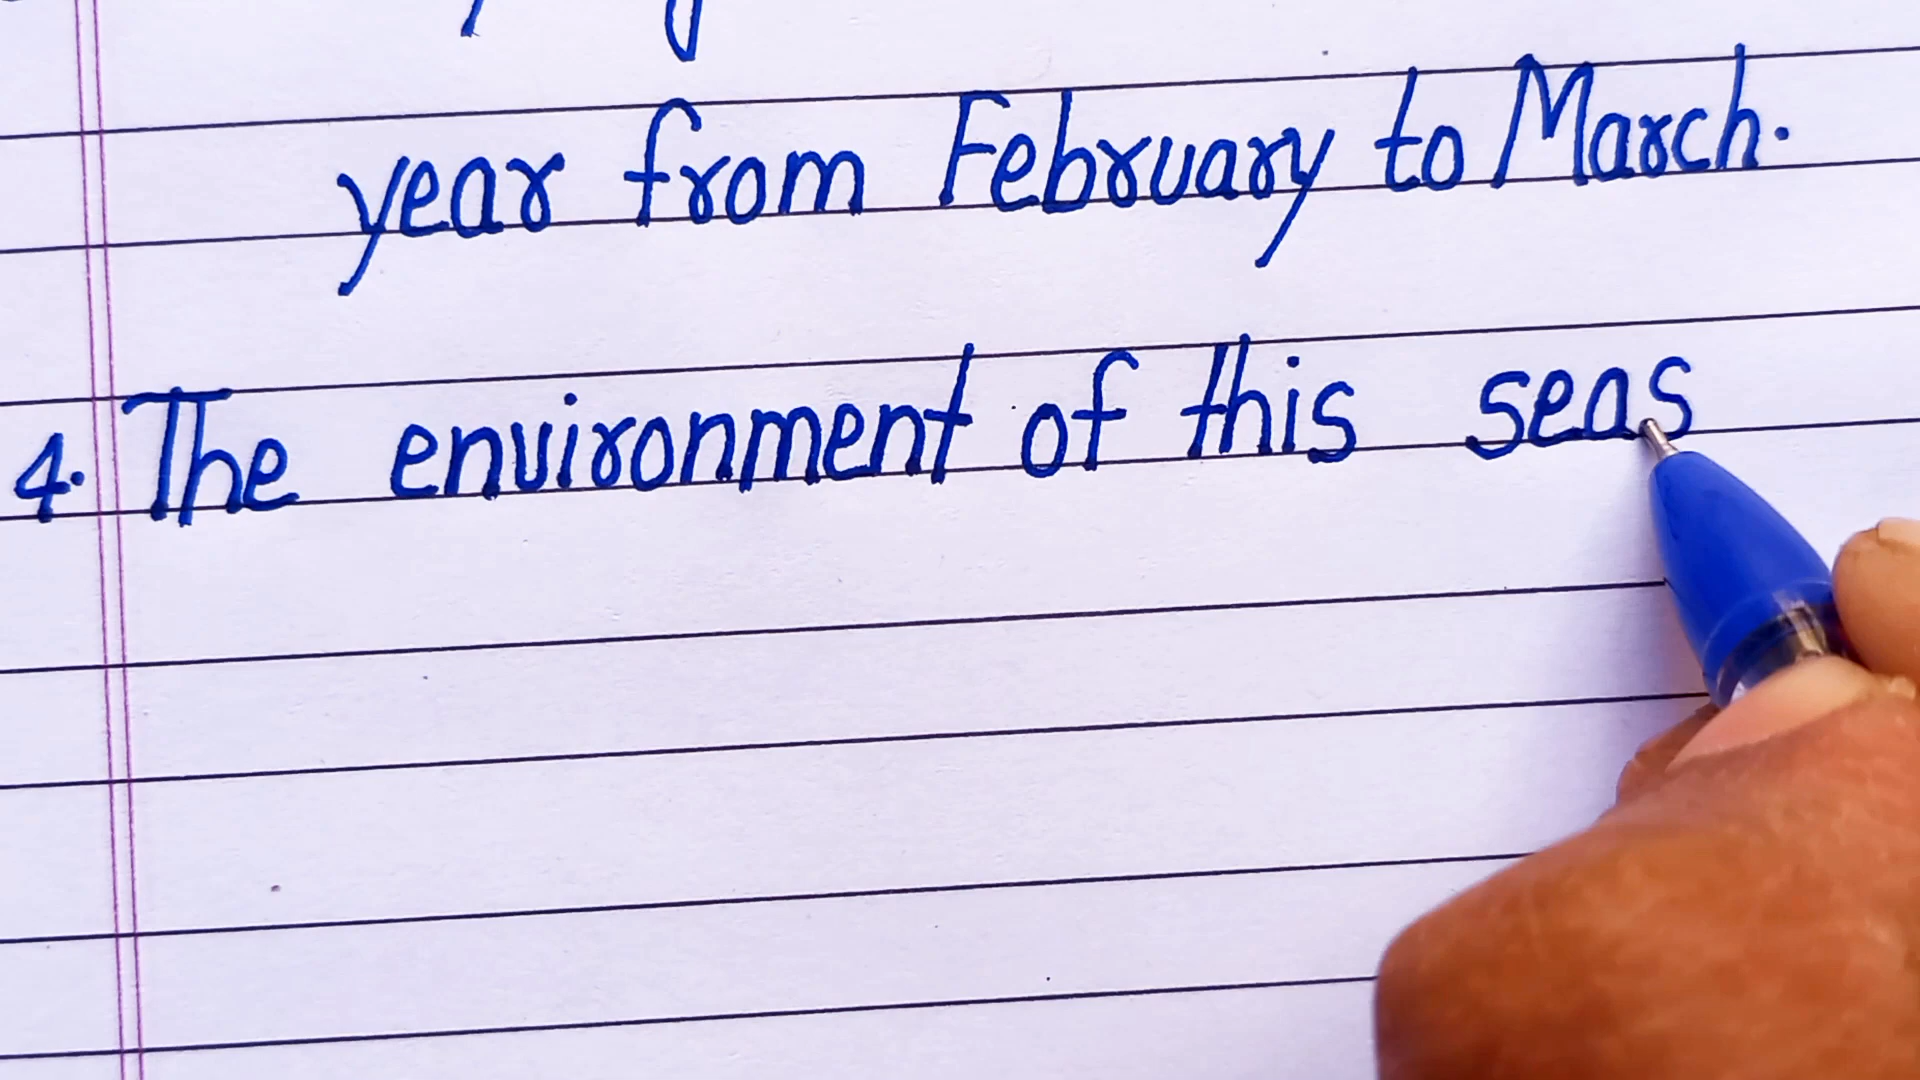 year from February to March.
4. The environment of this seas